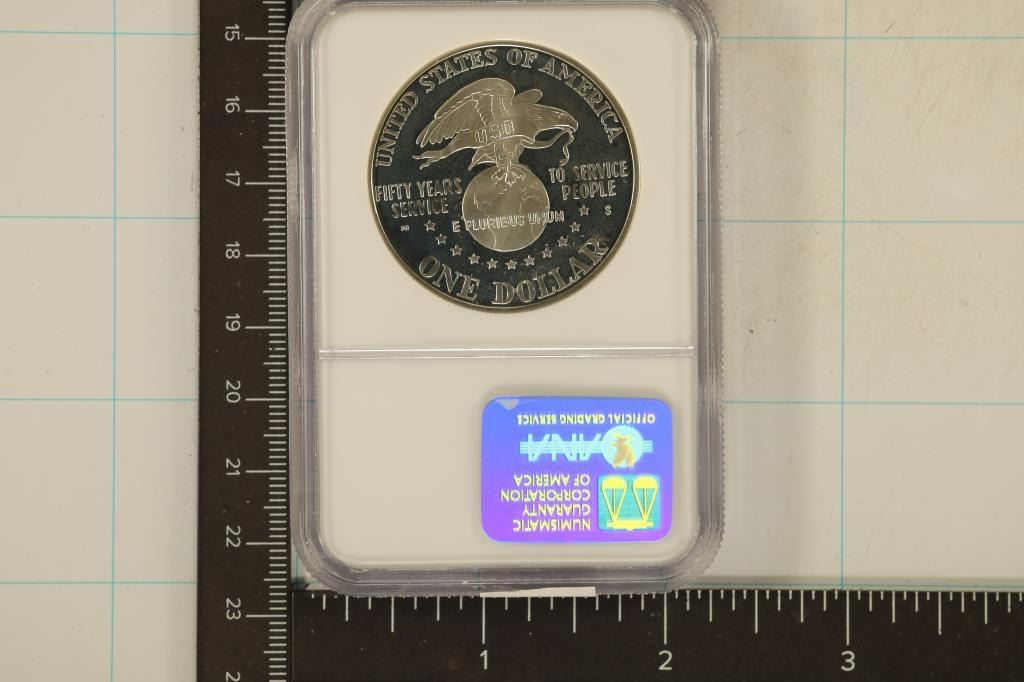 UNITED STATES OF AMERICA
USO
FIFTY YEARS
SERVICE
TO SERVICE
PEOPLE
E PLURIBUS UNUM
S
ONE DOLLAR
OFFICIAL GRADING SERVICE
ANA
NUMISMATIC
GUARANTY
CORPORATION
OF AMERICA
15
16
17
18
19
20
21
22
23
1
2
3